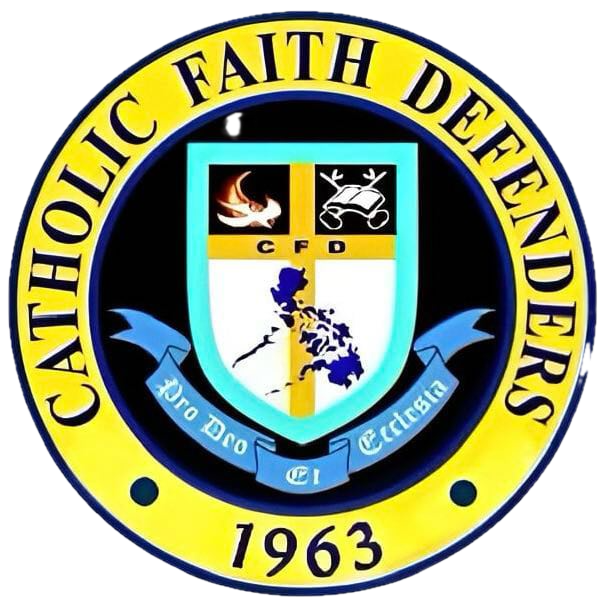 CATHOLIC FAITH DEFENDERS
CFD
Pro Deo Et Ecclesia
1963